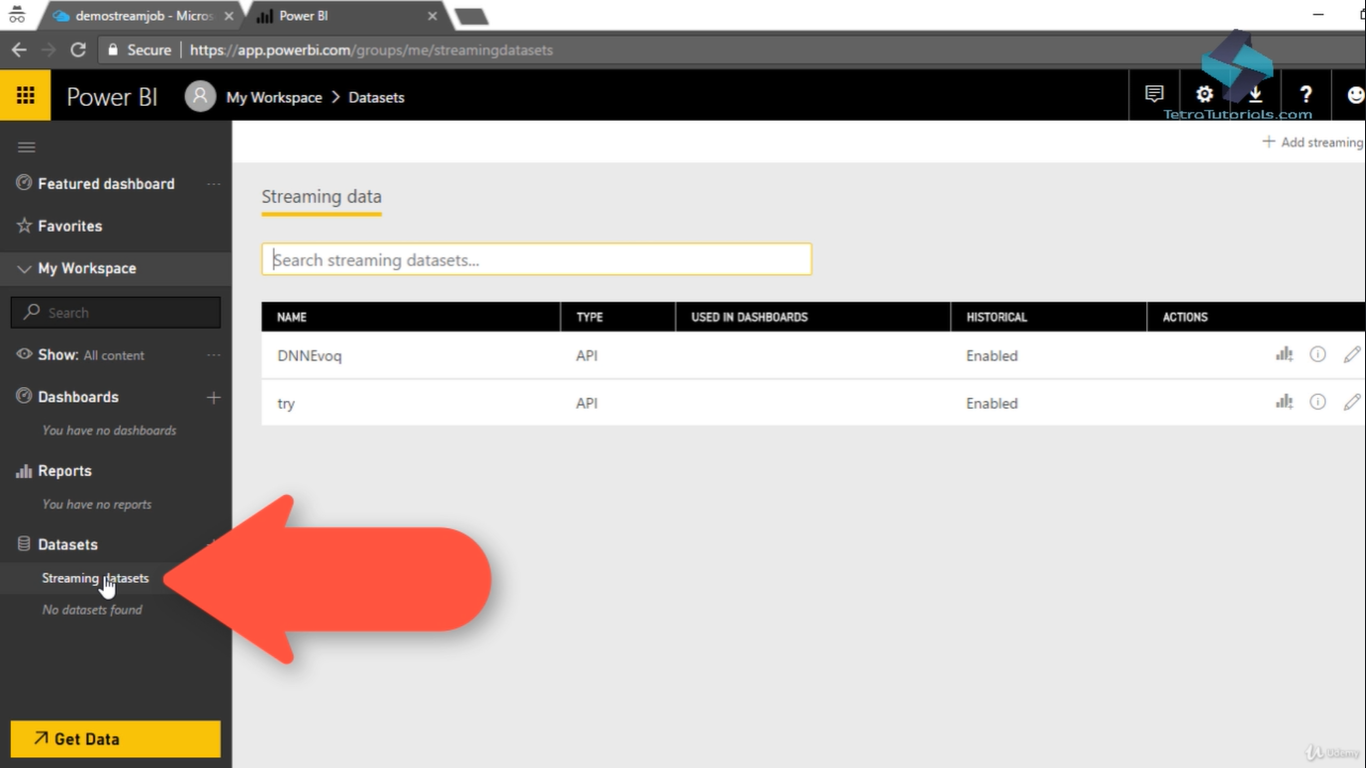 demostreamjob - Micros
Power BI
Secure
https://app.powerbi.com/groups/me/streamingdatasets
Power BI
My Workspace > Datasets
TetraTutorials.com
Add streaming
Featured dashboard
Favorites
My Workspace
Search
Show: All content
Dashboards
You have no dashboards
Reports
You have no reports
Datasets
Streaming datasets
No datasets found
Get Data
Streaming data
Search streaming datasets...
NAME TYPE USED IN DASHBOARDS HISTORICAL ACTIONS
DNNEvoq API Enabled
try API Enabled
Udemy